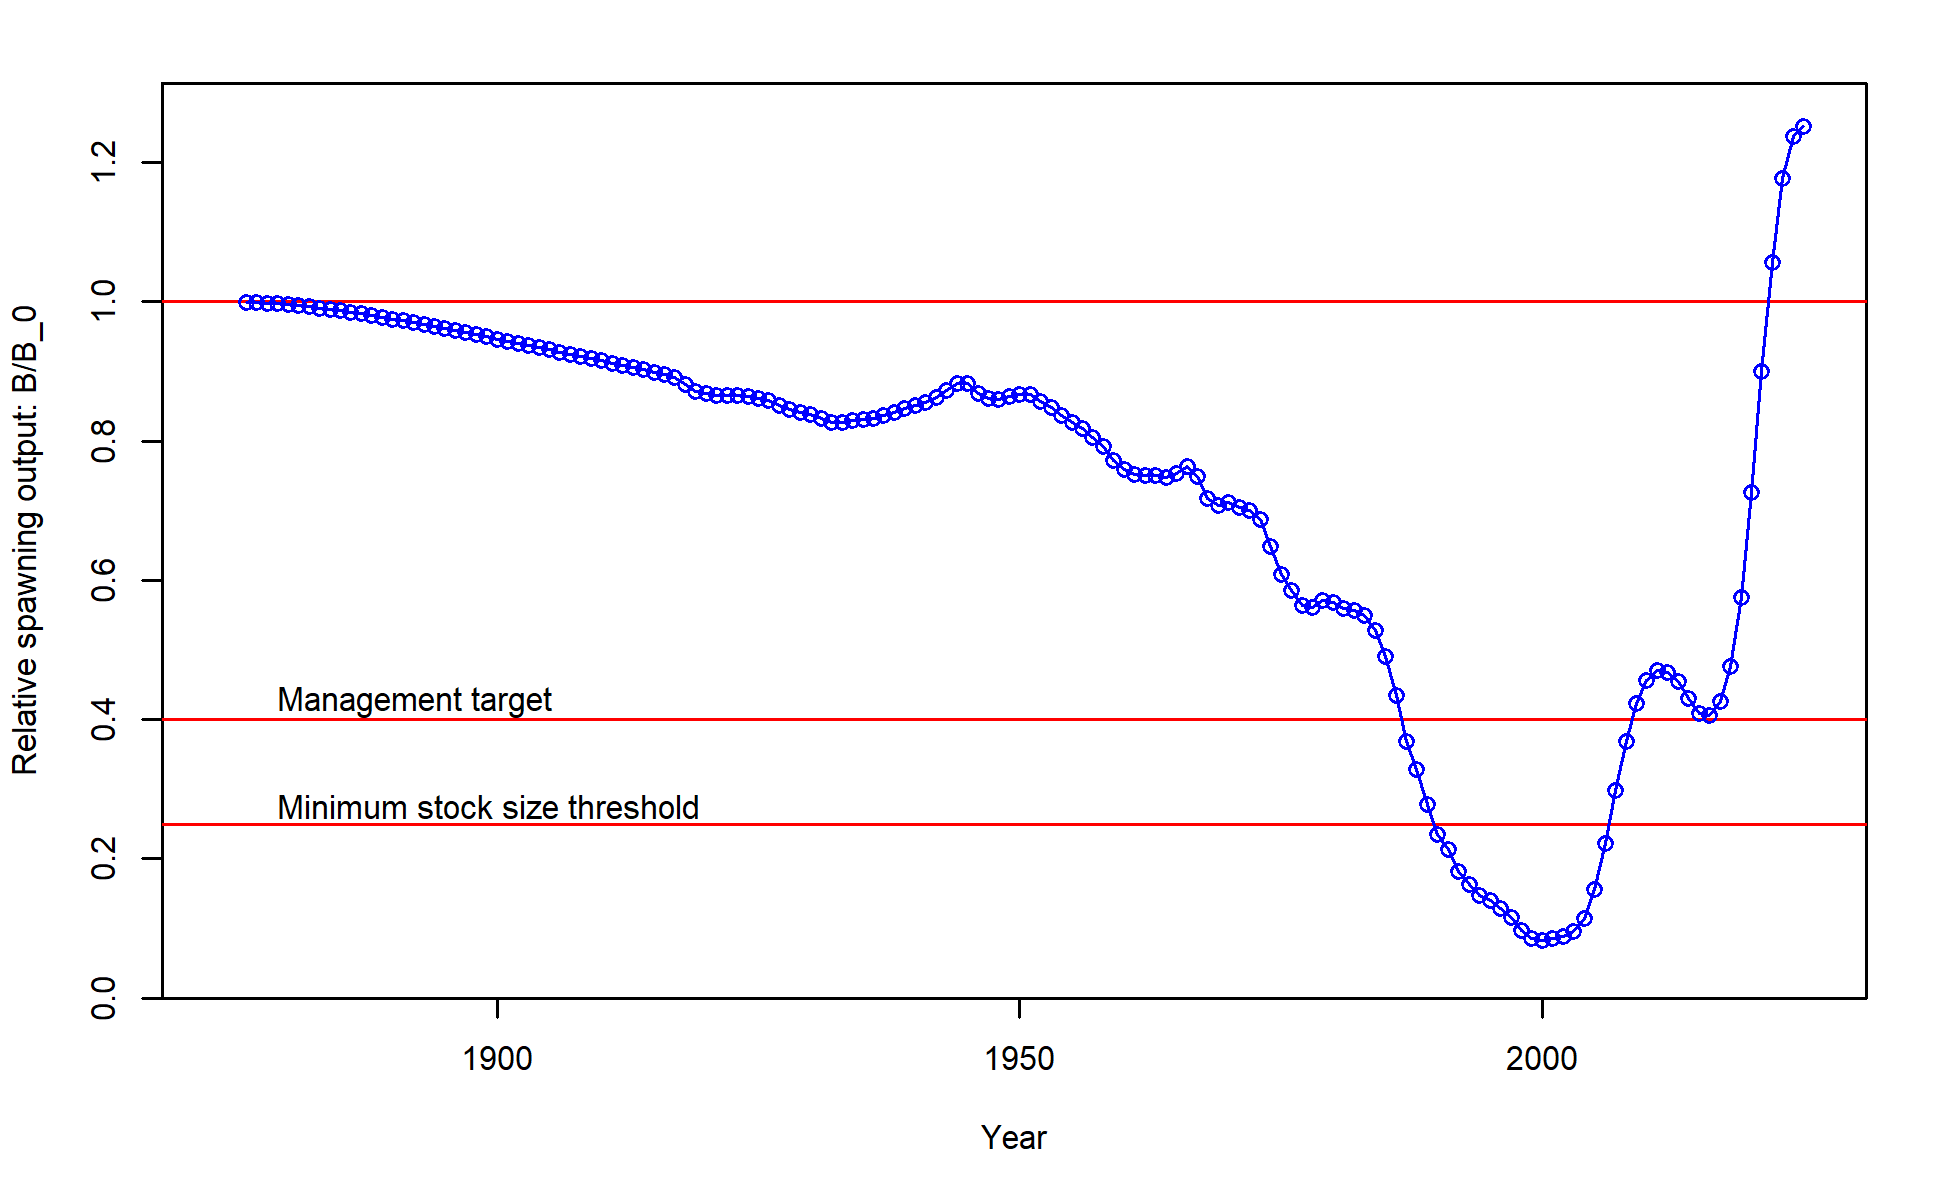 Relative spawning output: B/B_0
1.2
1.0
0.8
0.6
0.4
0.2
0.0
Management target
Minimum stock size threshold
1900
1950
2000
Year